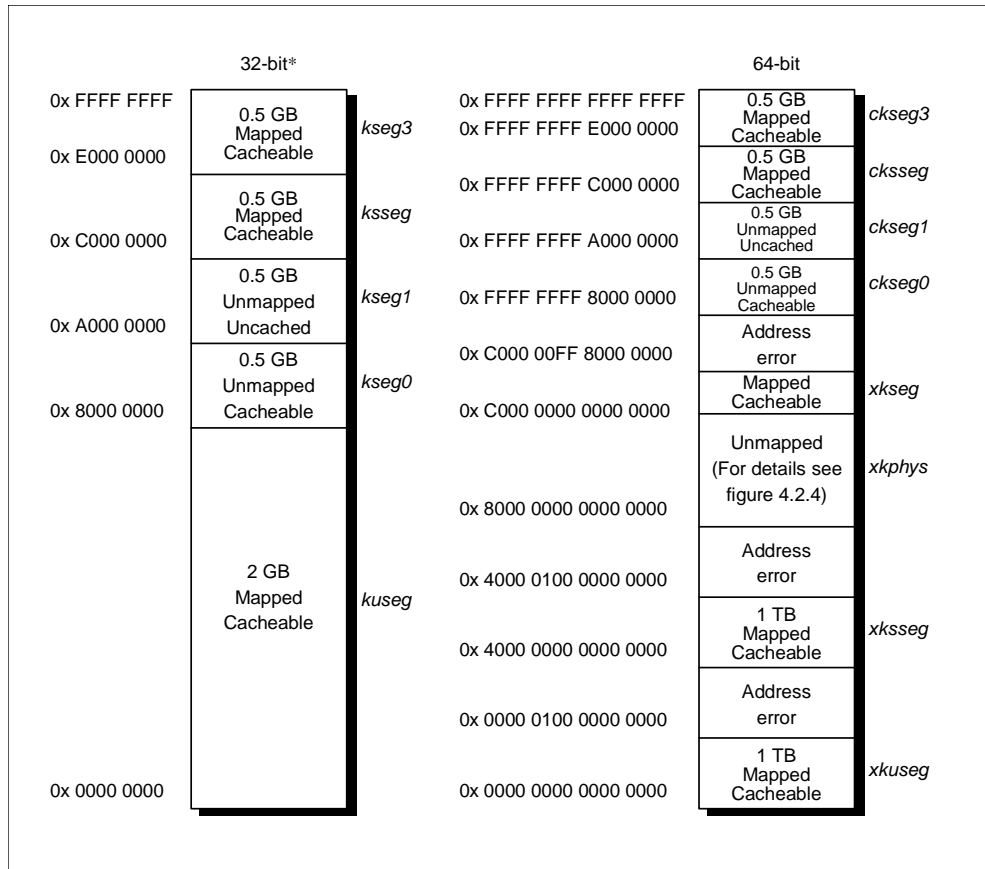 32-bit*
0x FFFF FFFF
0.5 GB
Mapped
Cacheable
kseg3
0x E000 0000
0.5 GB
Mapped
Cacheable
ksseg
0x C000 0000
0.5 GB
Unmapped
Uncached
kseg1
0x A000 0000
0.5 GB
Unmapped
Cacheable
kseg0
0x 8000 0000
2 GB
Mapped
Cacheable
kuseg
0x 0000 0000
64-bit
0x FFFF FFFF FFFF FFFF
0.5 GB
Mapped
Cacheable
ckseg3
0x FFFF FFFF E000 0000
0.5 GB
Mapped
Cacheable
cksseg
0x FFFF FFFF C000 0000
0.5 GB
Unmapped
Uncached
ckseg1
0x FFFF FFFF A000 0000
0.5 GB
Unmapped
Cacheable
ckseg0
0x FFFF FFFF 8000 0000
Address
error
0x C000 00FF 8000 0000
Mapped
Cacheable
xkseg
0x C000 0000 0000 0000
Unmapped
(For details see
figure 4.2.4)
xkphys
0x 8000 0000 0000 0000
Address
error
0x 4000 0100 0000 0000
1 TB
Mapped
Cacheable
xksseg
0x 4000 0000 0000 0000
Address
error
0x 0000 0100 0000 0000
1 TB
Mapped
Cacheable
xkuseg
0x 0000 0000 0000 0000